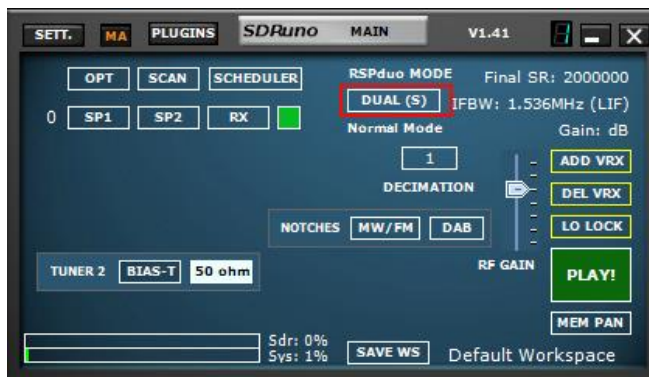 SETT. MA PLUGINS SDRuno MAIN V1.41
OPT SCAN SCHEDULER RSPduo MODE Final SR: 2000000
DUAL (S) IFBW: 1.536MHz (LIF)
0 SP1 SP2 RX Normal Mode Gain: dB
1 ADD VRX
DECIMATION DEL VRX
NOTCHES MW/FM DAB LO LOCK
TUNER 2 BIAS-T 50 ohm RF GAIN PLAY!
MEM PAN
Sdr: 0%
Sys: 1% SAVE WS Default Workspace